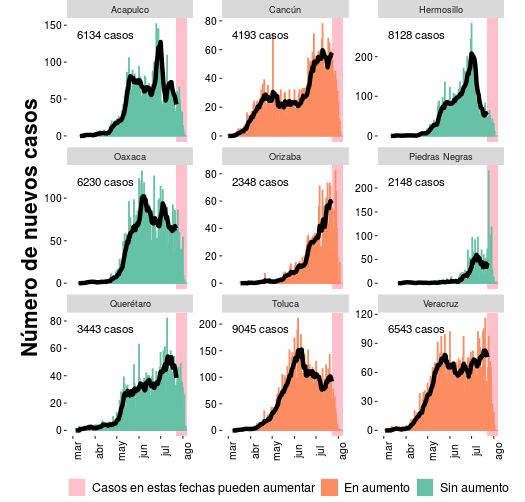 Número de nuevos casos
Acapulco
6134 casos
150
100
50
0
Cancún
4193 casos
80
60
40
20
0
Hermosillo
8128 casos
200
100
0
Oaxaca
6230 casos
100
50
0
Orizaba
2348 casos
80
60
40
20
0
Piedras Negras
2148 casos
200
150
100
50
0
Querétaro
3443 casos
80
60
40
20
0
mar abr may jun jul ago
Toluca
9045 casos
200
150
100
50
0
mar abr may jun jul ago
Veracruz
6543 casos
120
90
60
30
0
mar abr may jun jul ago
Casos en estas fechas pueden aumentar En aumento Sin aumento